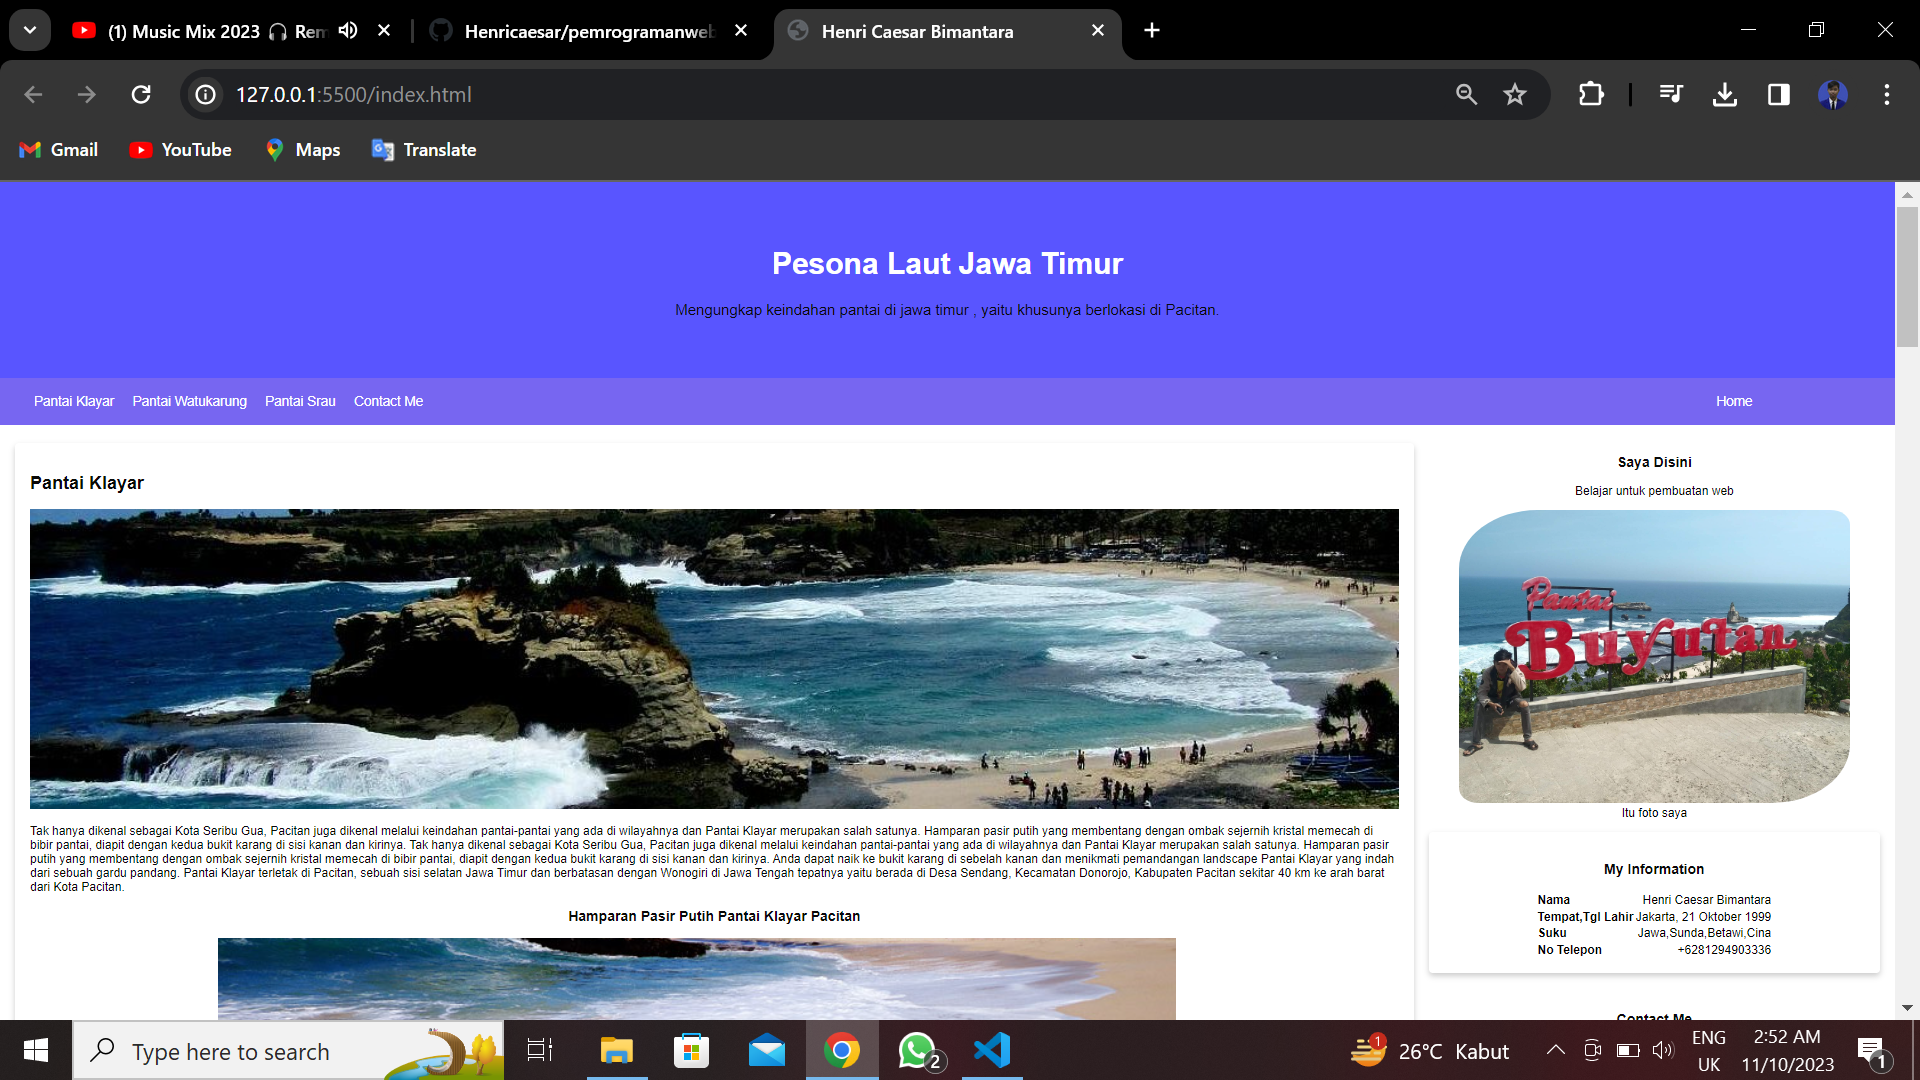 (1) Music Mix 2023 🎧 Rem
Henricaesar/pemrogramanweb
Henri Caesar Bimantara
127.0.0.1:5500/index.html
Gmail
YouTube
Maps
Translate
Pesona Laut Jawa Timur
Mengungkap keindahan pantai di jawa timur , yaitu khusunya berlokasi di Pacitan.
Pantai Klayar
Pantai Watukarung
Pantai Srau
Contact Me
Home
Pantai Klayar
Tak hanya dikenal sebagai Kota Seribu Gua, Pacitan juga dikenal melalui keindahan pantai-pantai yang ada di wilayahnya dan Pantai Klayar merupakan salah satunya. Hamparan pasir putih yang membentang dengan ombak sejernih kristal memecah di
bibir pantai, diapit dengan kedua bukit karang di sisi kanan dan kirinya. Tak hanya dikenal sebagai Kota Seribu Gua, Pacitan juga dikenal melalui keindahan pantai-pantai yang ada di wilayahnya dan Pantai Klayar merupakan salah satunya. Hamparan pasir
putih yang membentang dengan ombak sejernih kristal memecah di bibir pantai, diapit dengan kedua bukit karang di sisi kanan dan kirinya. Anda dapat naik ke bukit karang di sebelah kanan dan menikmati pemandangan landscape Pantai Klayar yang indah
dari sebuah gardu pandang. Pantai Klayar terletak di Pacitan, sebuah sisi selatan Jawa Timur dan berbatasan dengan Wonogiri di Jawa Tengah tepatnya yaitu berada di Desa Sendang, Kecamatan Donorojo, Kabupaten Pacitan sekitar 40 km ke arah barat
dari Kota Pacitan.
Hamparan Pasir Putih Pantai Klayar Pacitan
Saya Disini
Belajar untuk pembuatan web
Pantai
Buyutan
Itu foto saya
My Information
Nama Henri Caesar Bimantara
Tempat,Tgl Lahir Jakarta, 21 Oktober 1999
Suku Jawa,Sunda,Betawi,Cina
No Telepon +6281294903336
Contact Me
Type here to search
2
1
26°C Kabut
ENG
UK
2:52 AM
11/10/2023
1